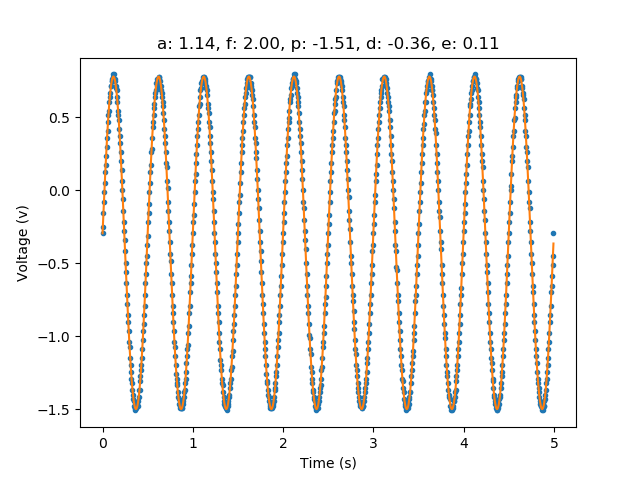 a: 1.14, f: 2.00, p: -1.51, d: -0.36, e: 0.11
0.5
0.0
−0.5
−1.0
−1.5
Voltage (v)
0 1 2 3 4 5
Time (s)